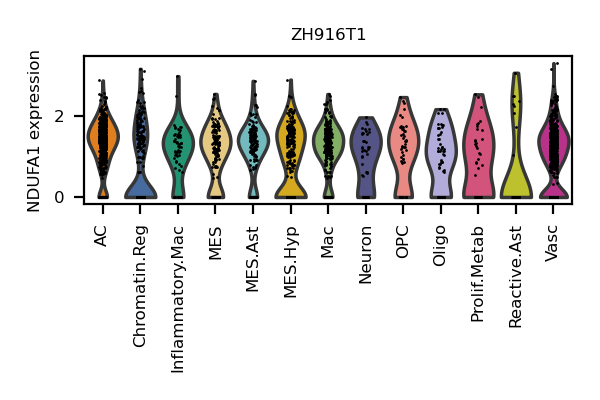 ZH916T1
NDUFA1 expression
2
0
AC
Chromatin.Reg
Inflammatory.Mac
MES
MES.Ast
MES.Hyp
Mac
Neuron
OPC
Oligo
Prolif.Metab
Reactive.Ast
Vasc